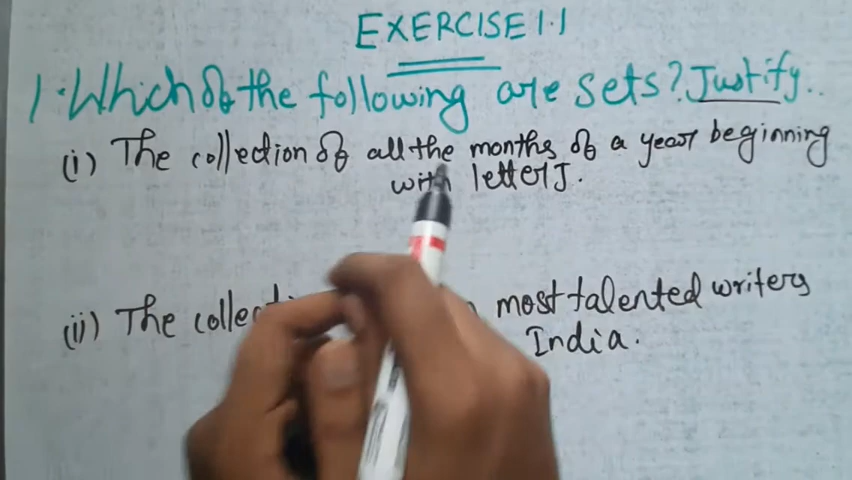 EXERCISE 1.1
1. Which of the following are sets? Justify..
(i) The collection of all the months of a year beginning
with letter J.
(ii) The collec most talented writers
India.